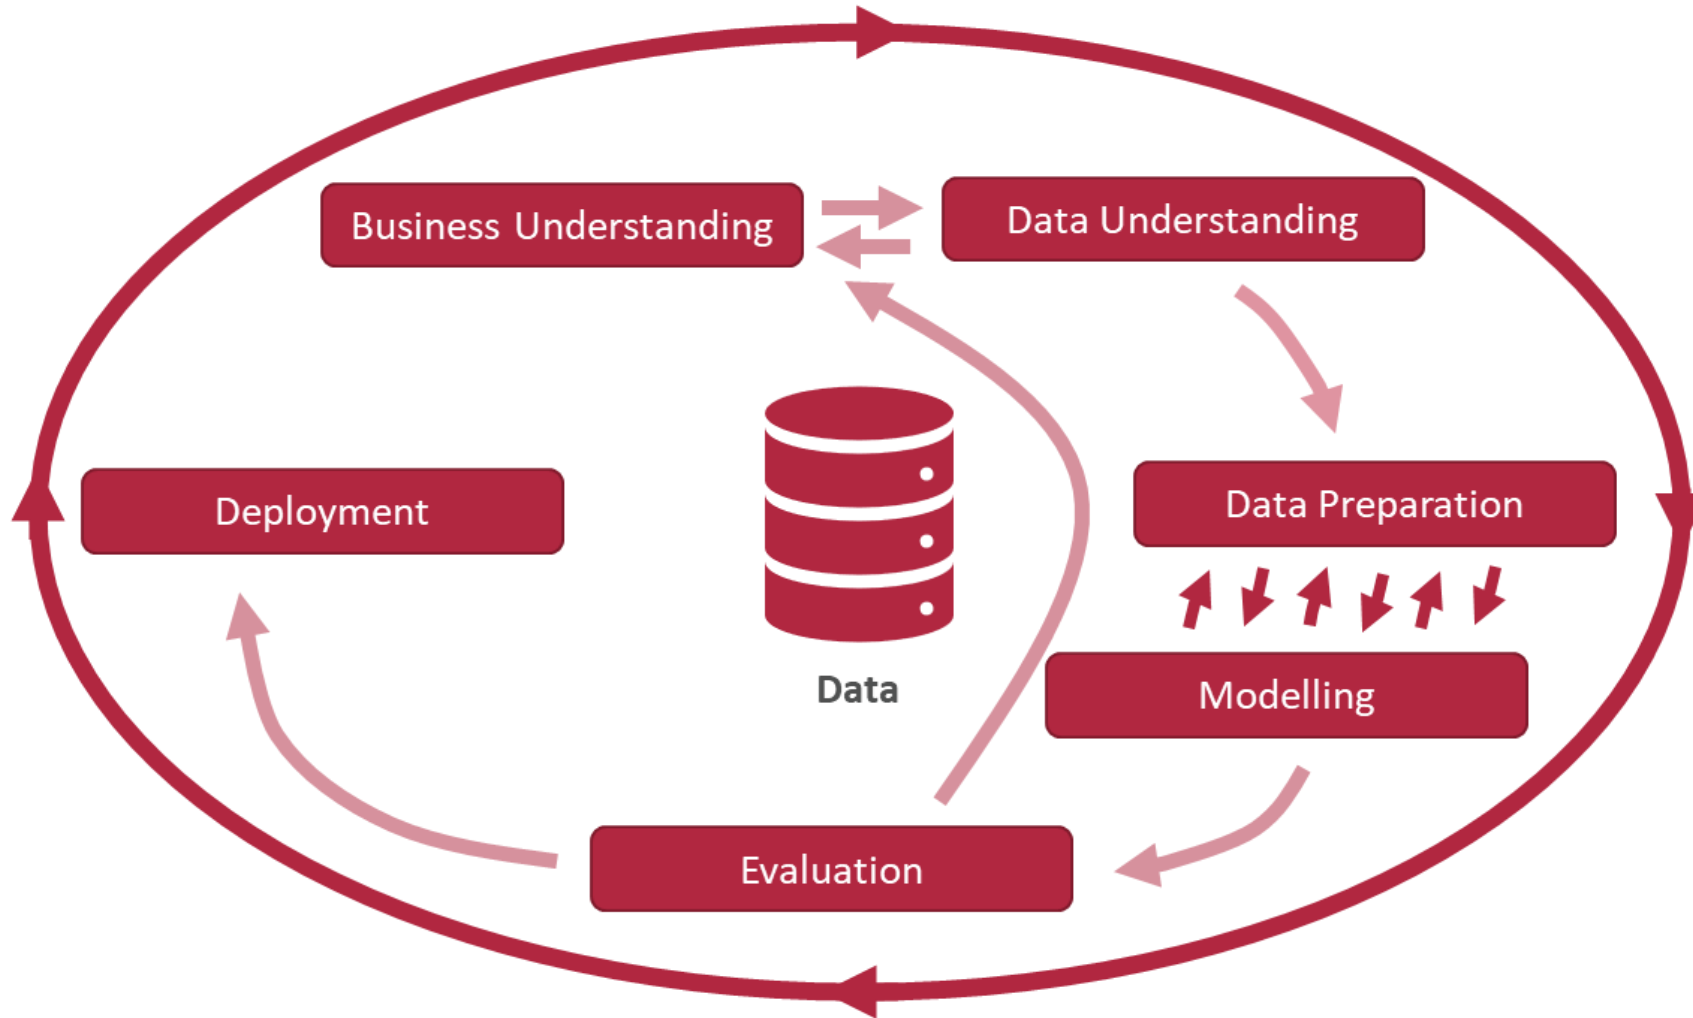 Business Understanding
Data Understanding
Deployment
Data Preparation
Data
Modelling
Evaluation